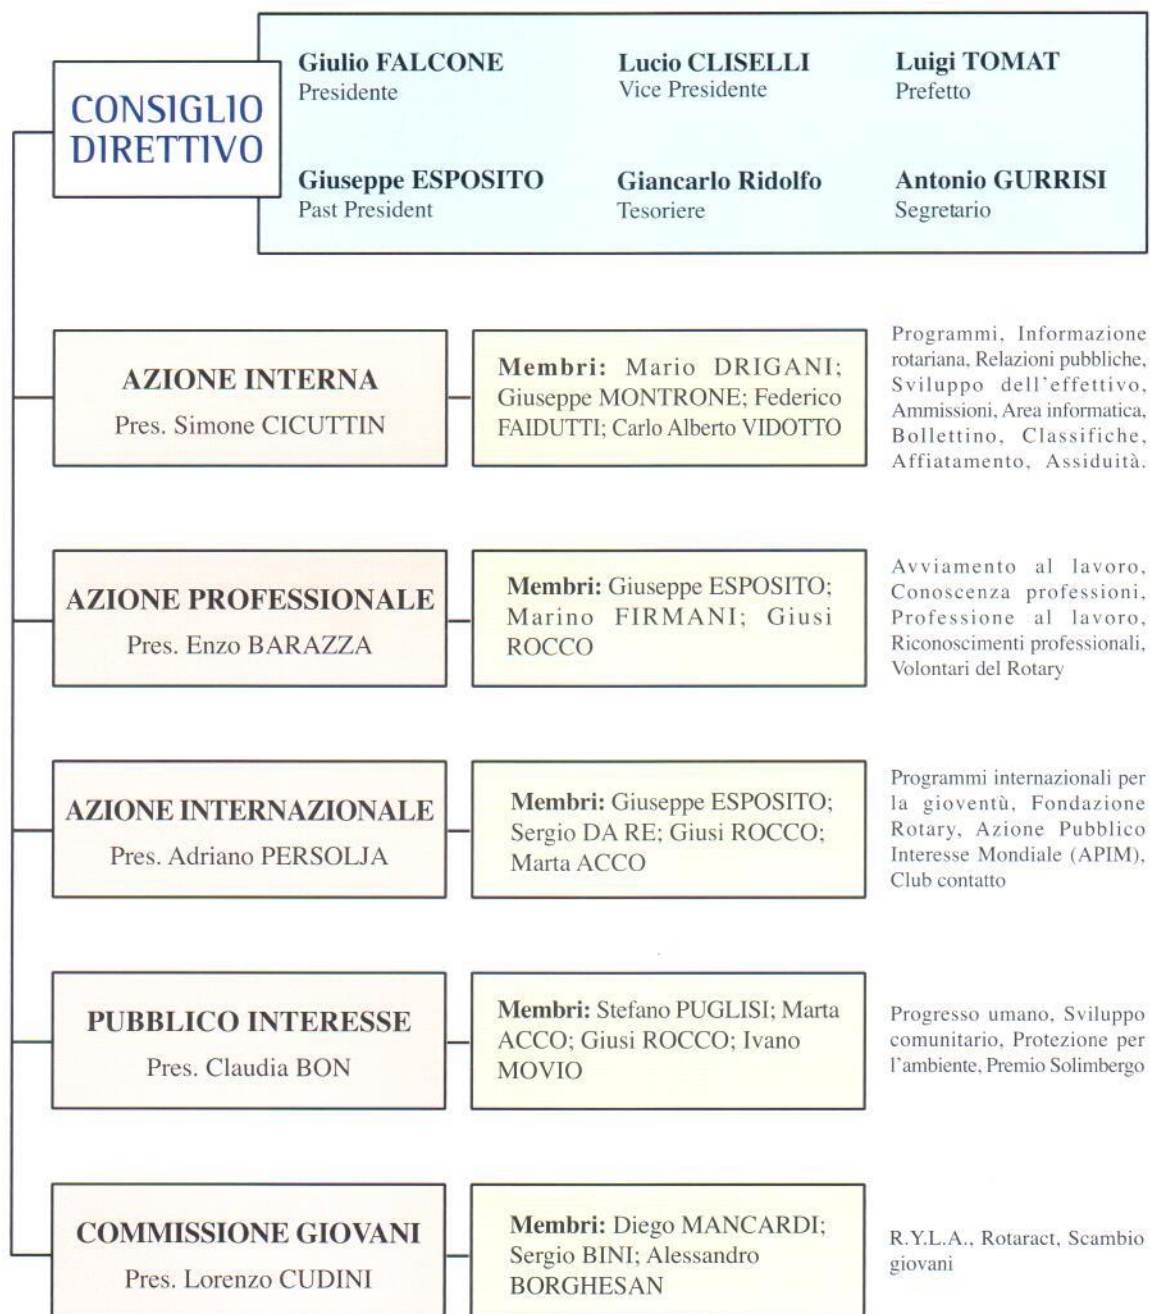 CONSIGLIO
DIRETTIVO
Giulio FALCONE
Presidente
Lucio CLISELLI
Vice Presidente
Luigi TOMAT
Prefetto
Giuseppe ESPOSITO
Past President
Giancarlo Ridolfo
Tesoriere
Antonio GURRISI
Segretario
AZIONE INTERNA
Pres. Simone CICUTTIN
Membri: Mario DRIGANI;
Giuseppe MONTRONE; Federico
FAIDUTTI; Carlo Alberto VIDOTTO
Programmi, Informazione
rotariana, Relazioni pubbliche,
Sviluppo dell'effettivo,
Ammissioni, Area informatica,
Bollettino, Classifiche,
Affiatamento, Assiduità.
AZIONE PROFESSIONALE
Pres. Enzo BARAZZA
Membri: Giuseppe ESPOSITO;
Marino FIRMANI; Giusi
ROCCO
Avviamento al lavoro,
Conoscenza professioni,
Professione al lavoro,
Riconoscimenti professionali,
Volontari del Rotary
AZIONE INTERNAZIONALE
Pres. Adriano PERSOLJA
Membri: Giuseppe ESPOSITO;
Sergio DA RE; Giusi ROCCO;
Marta ACCO
Programmi internazionali per
la gioventù, Fondazione
Rotary, Azione Pubblico
Interesse Mondiale (APIM),
Club contatto
PUBBLICO INTERESSE
Pres. Claudia BON
Membri: Stefano PUGLISI; Marta
ACCO; Giusi ROCCO; Ivano
MOVIO
Progresso umano, Sviluppo
comunitario, Protezione per
l'ambiente, Premio Solimbergo
COMMISSIONE GIOVANI
Pres. Lorenzo CUDINI
Membri: Diego MANCARDI;
Sergio BINI; Alessandro
BORGHESAN
R.Y.L.A., Rotaract, Scambio
giovani